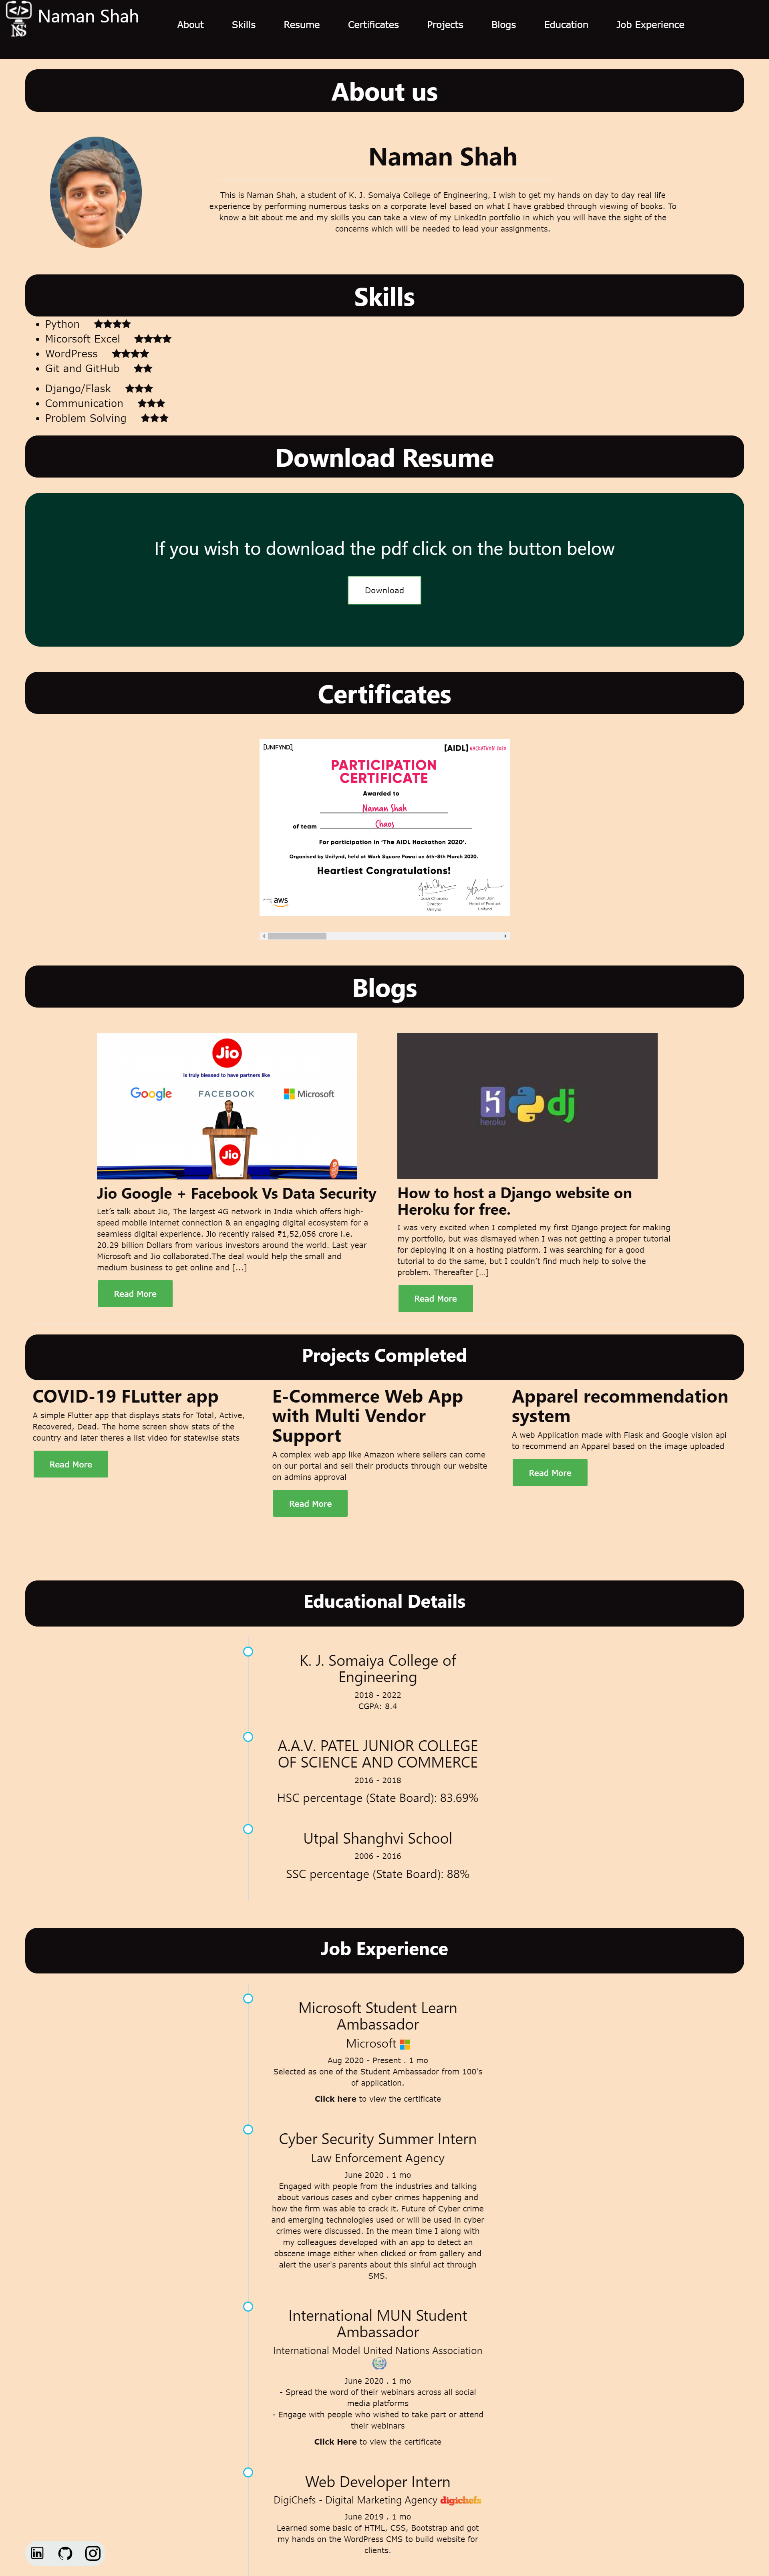 Naman Shah
About Skills Resume Certificates Projects Blogs Education Job Experience
About us
Naman Shah
This is Naman Shah, a student of K. J. Somaiya College of Engineering, I wish to get my hands on day to day real life
experience by performing numerous tasks on a corporate level based on what I have grabbed through viewing of books. To
know a bit about me and my skills you can take a view of my LinkedIn portfolio in which you will have the sight of the
concerns which will be needed to lead your assignments.
Skills
Python
Micorsoft Excel
WordPress
Git and GitHub
Django/Flask
Communication
Problem Solving
Download Resume
If you wish to download the pdf click on the button below
Download
Certificates
[UNIFYND]
[AIDL] HACKATHON 2020
PARTICIPATION
CERTIFICATE
Awarded to
Naman Shah
of team Chaos
For participation in 'The AIDL Hackathon 2020'.
Organised by Unifynd, held at Work Square Powai on 6th-8th March 2020.
Heartiest Congratulations!
aws
Director
Unifynd
Head of Product
Unifynd
Blogs
Jio
is truly blessed to have partners like
Google FACEBOOK Microsoft
Jio
Jio Google + Facebook Vs Data Security
Let's talk about Jio, The largest 4G network in India which offers high-
speed mobile internet connection & an engaging digital ecosystem for a
seamless digital experience. Jio recently raised ₹1,52,056 crore i.e.
20.29 billion Dollars from various investors around the world. Last year
Microsoft and Jio collaborated.The deal would help the small and
medium business to get online and [...]
Read More
heroku
dj
How to host a Django website on
Heroku for free.
I was very excited when I completed my first Django project for making
my portfolio, but was dismayed when I was not getting a proper tutorial
for deploying it on a hosting platform. I was searching for a good
tutorial to do the same, but I couldn't find much help to solve the
problem. Thereafter [...]
Read More
Projects Completed
COVID-19 FLutter app
A simple Flutter app that displays stats for Total, Active,
Recovered, Dead. The home screen show stats of the
country and later theres a list video for statewise stats
Read More
E-Commerce Web App
with Multi Vendor
Support
A complex web app like Amazon where sellers can come
on our portal and sell their products through our website
on admins approval
Read More
Apparel recommendation
system
A web Application made with Flask and Google vision api
to recommend an Apparel based on the image uploaded
Read More
Educational Details
K. J. Somaiya College of
Engineering
2018 - 2022
CGPA: 8.4
A.A.V. PATEL JUNIOR COLLEGE
OF SCIENCE AND COMMERCE
2016 - 2018
HSC percentage (State Board): 83.69%
Utpal Shanghvi School
2006 - 2016
SSC percentage (State Board): 88%
Job Experience
Microsoft Student Learn
Ambassador
Microsoft
Aug 2020 - Present . 1 mo
Selected as one of the Student Ambassador from 100's
of application.
Click here to view the certificate
Cyber Security Summer Intern
Law Enforcement Agency
June 2020 . 1 mo
Engaged with people from the industries and talking
about various cases and cyber crimes happening and
how the firm was able to crack it. Future of Cyber crime
and emerging technologies used or will be used in cyber
crimes were discussed. In the mean time I along with
my colleagues developed with an app to detect an
obscene image either when clicked or from gallery and
alert the user's parents about this sinful act through
SMS.
International MUN Student
Ambassador
International Model United Nations Association
June 2020 . 1 mo
- Spread the word of their webinars across all social
media platforms
- Engage with people who wished to take part or attend
their webinars
Click Here to view the certificate
Web Developer Intern
DigiChefs - Digital Marketing Agency digichefs
June 2019 . 1 mo
Learned some basic of HTML, CSS, Bootstrap and got
my hands on the WordPress CMS to build website for
clients.